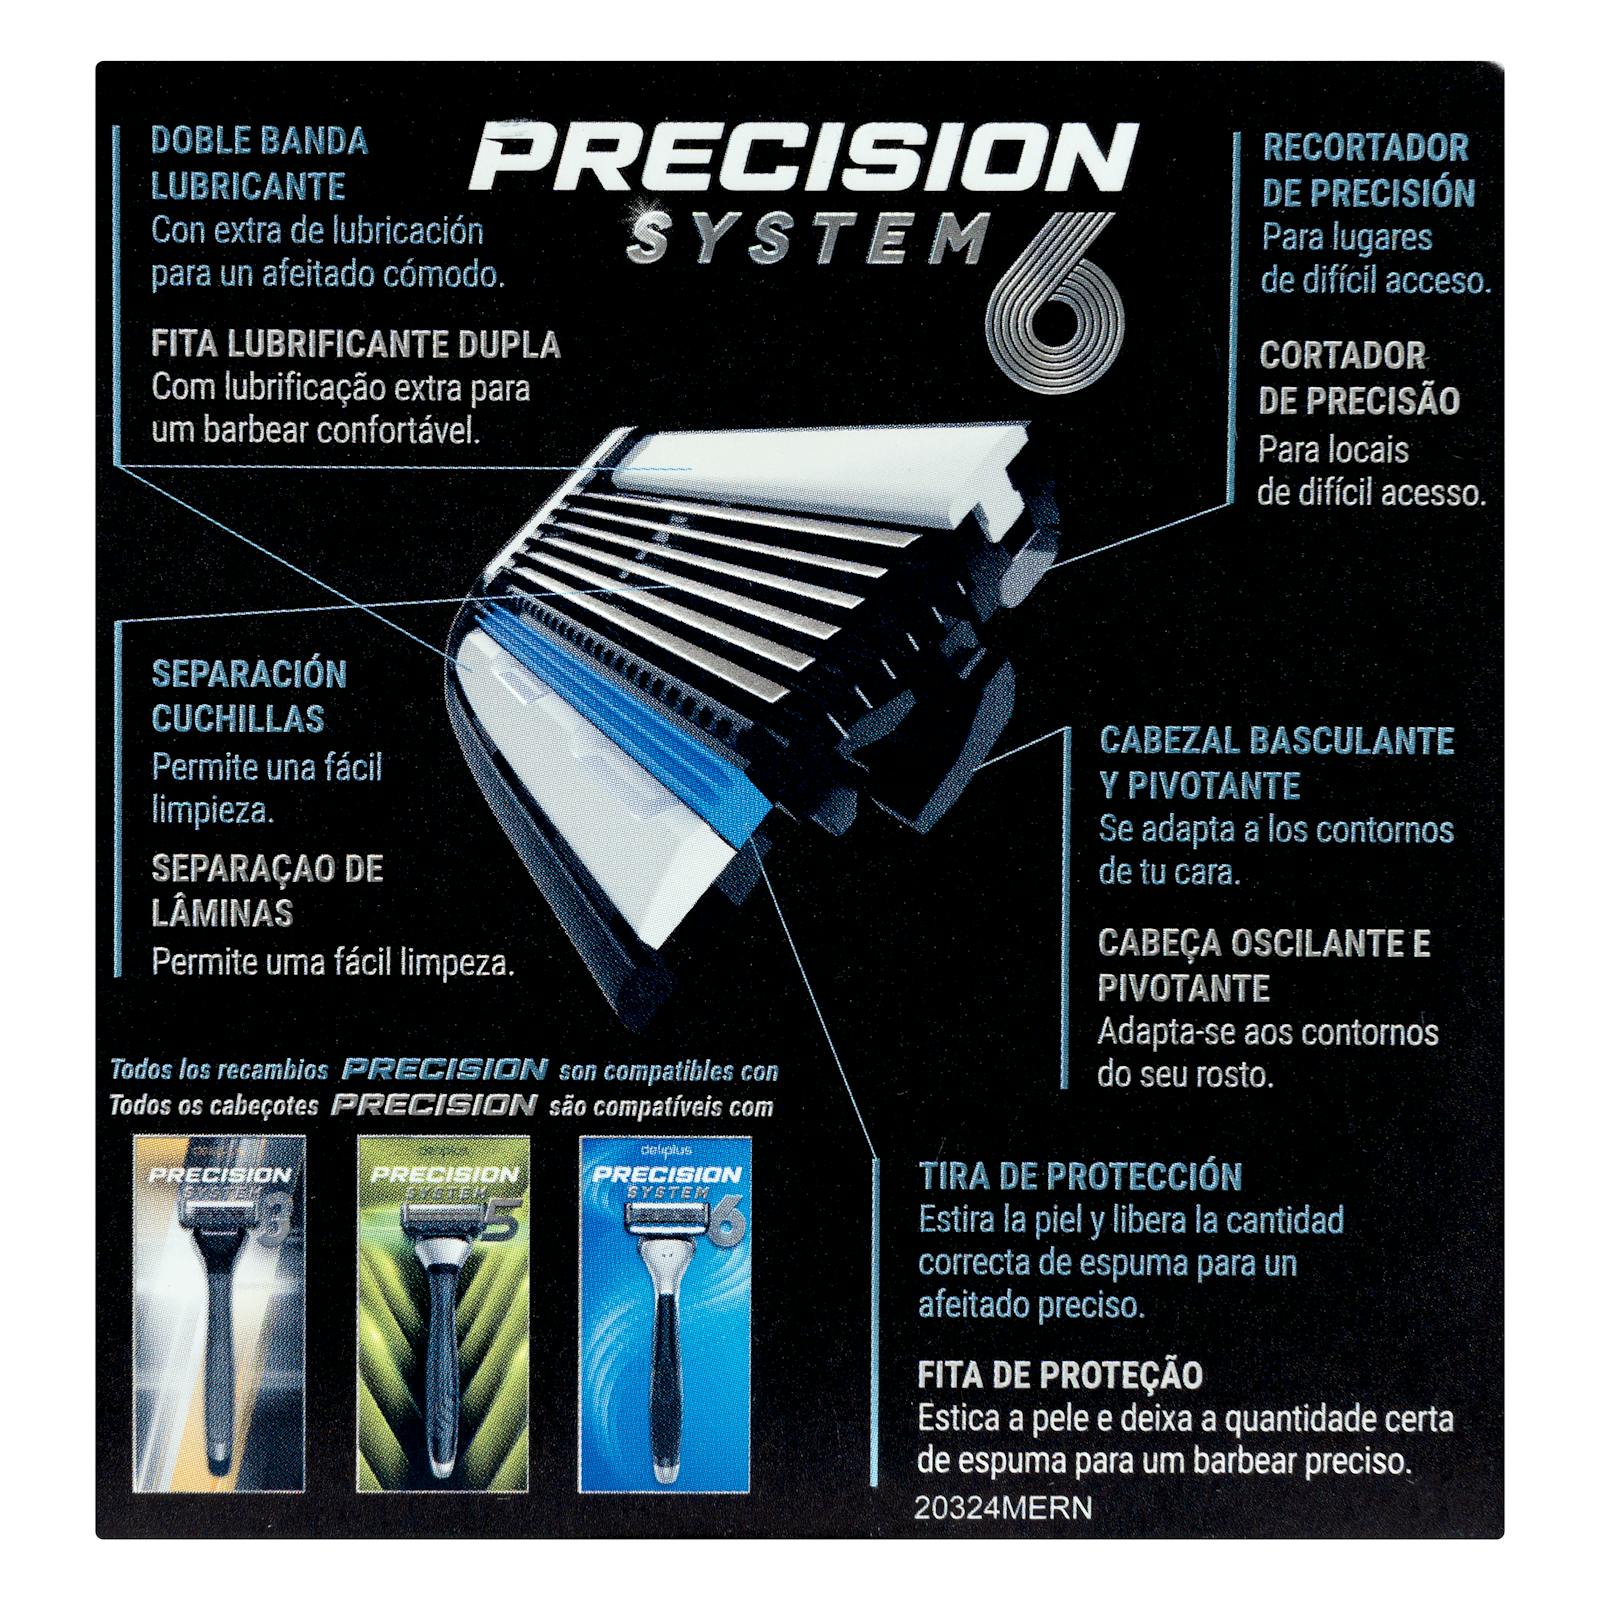 PRECISION
SYSTEM 6
DOBLE BANDA
LUBRICANTE
Con extra de lubricación
para un afeitado cómodo.
FITA LUBRIFICANTE DUPLA
Com lubrificação extra para
um barbear confortável.
RECORTADOR
DE PRECISIÓN
Para lugares
de difícil acceso.
CORTADOR
DE PRECISÃO
Para locais
de difícil acesso.
SEPARACIÓN
CUCHILLAS
Permite una fácil
limpieza.
SEPARAÇAO DE
LÂMINAS
Permite uma fácil limpeza.
CABEZAL BASCULANTE
Y PIVOTANTE
Se adapta a los contornos
de tu cara.
CABEÇA OSCILANTE E
PIVOTANTE
Adapta-se aos contornos
do seu rosto.
Todos los recambios PRECISION son compatibles con
Todos os cabeçotes PRECISION são compatíveis com
deliplus
PRECISION
SYSTEM 3
deliplus
PRECISION
SYSTEM 5
deliplus
PRECISION
SYSTEM 6
TIRA DE PROTECCIÓN
Estira la piel y libera la cantidad
correcta de espuma para un
afeitado preciso.
FITA DE PROTEÇÃO
Estica a pele e deixa a quantidade certa
de espuma para um barbear preciso.
20324MERN